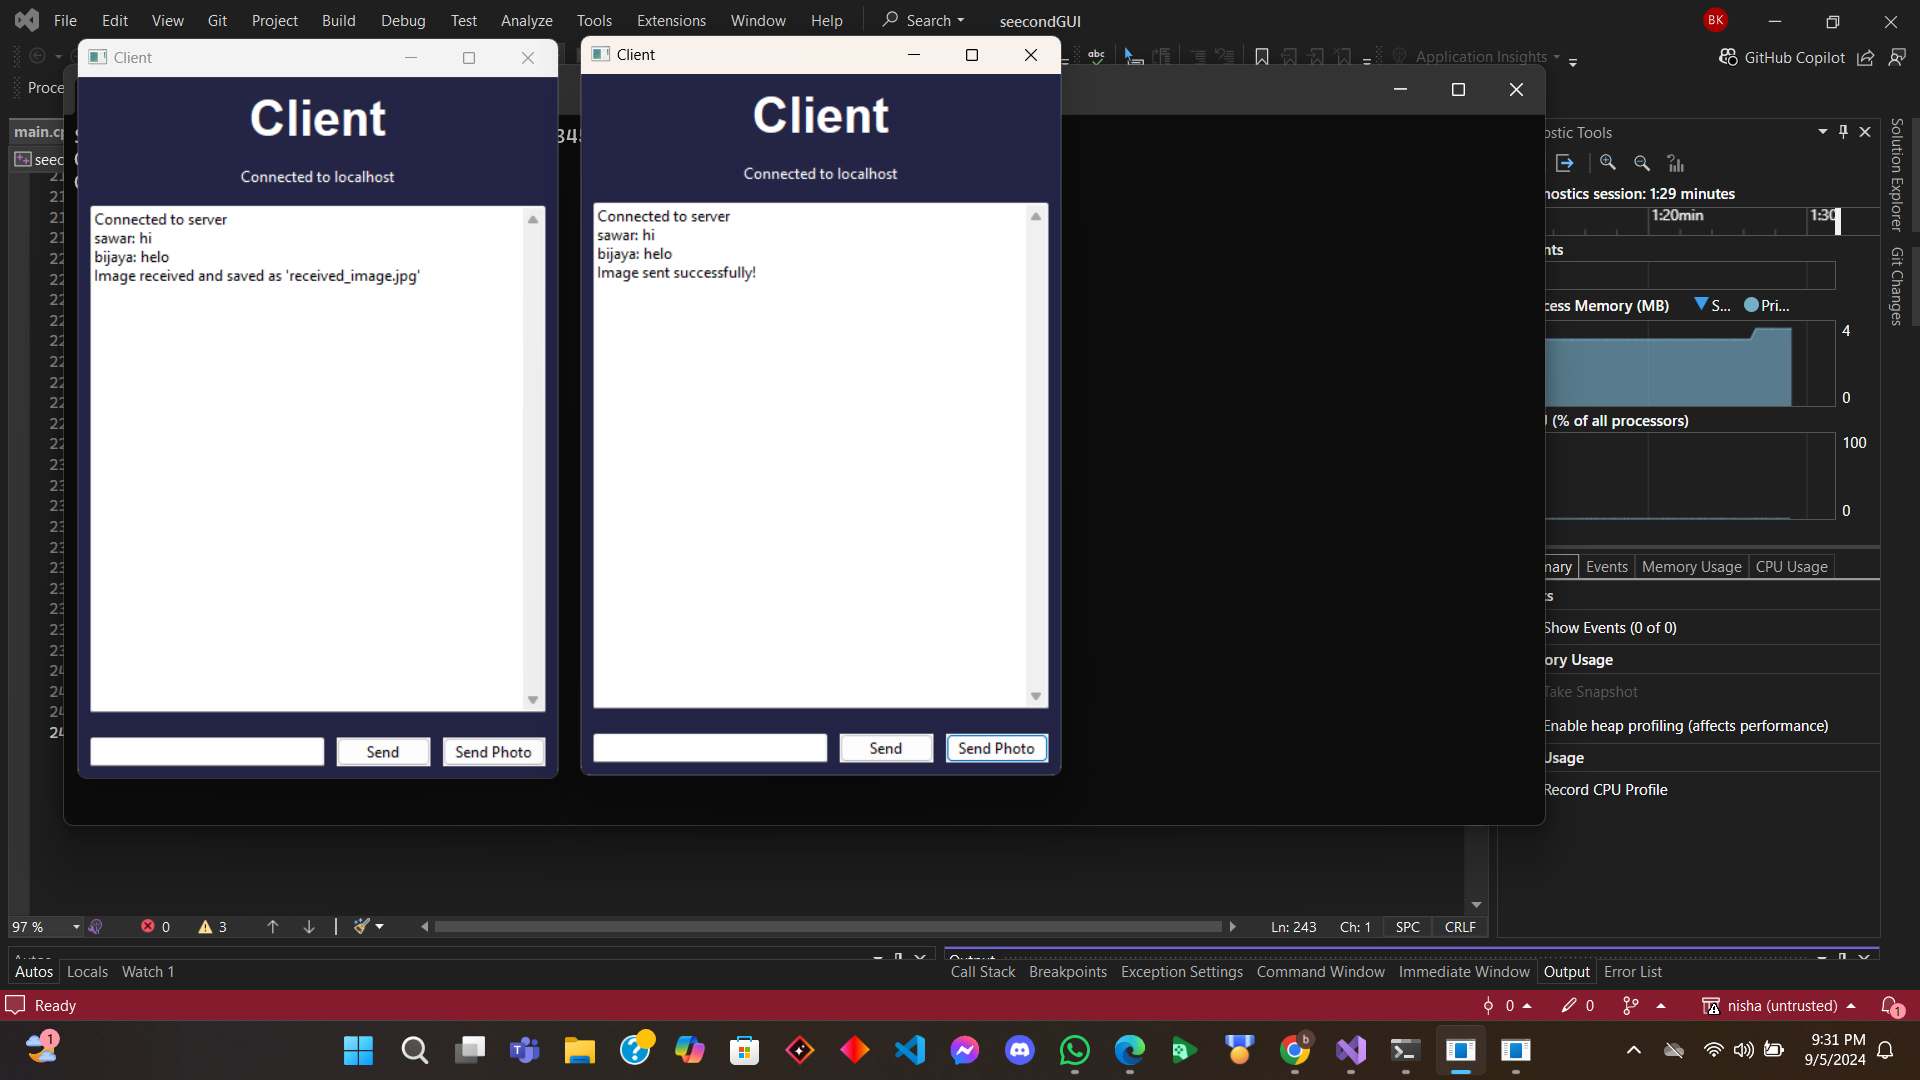 File Edit View Git Project Build Debug Test Analyze Tools Extensions Window Help Search seecondGUI BK
Application Insights GitHub Copilot
Proce
Client
Client
Client
Connected to localhost
Connected to server
sawar: hi
bijaya: helo
Image received and saved as 'received_image.jpg'
Send Send Photo
Client
Connected to localhost
Connected to server
sawar: hi
bijaya: helo
Image sent successfully!
Send Send Photo
main.cp
seec
ostic Tools
nostics session: 1:29 minutes
1:20min 1:30
nts
cess Memory (MB) S... Pri...
4
0
(% of all processors)
100
0
mary Events Memory Usage CPU Usage
ts
Show Events (0 of 0)
ory Usage
Take Snapshot
Enable heap profiling (affects performance)
Usage
Record CPU Profile
Solution Explorer
Git Changes
97 % 0 3 Ln: 243 Ch: 1 SPC CRLF
Autos
Output
Autos Locals Watch 1
Call Stack Breakpoints Exception Settings Command Window Immediate Window Output Error List
Ready 0 0 nisha (untrusted) 1
1
9:31 PM
9/5/2024